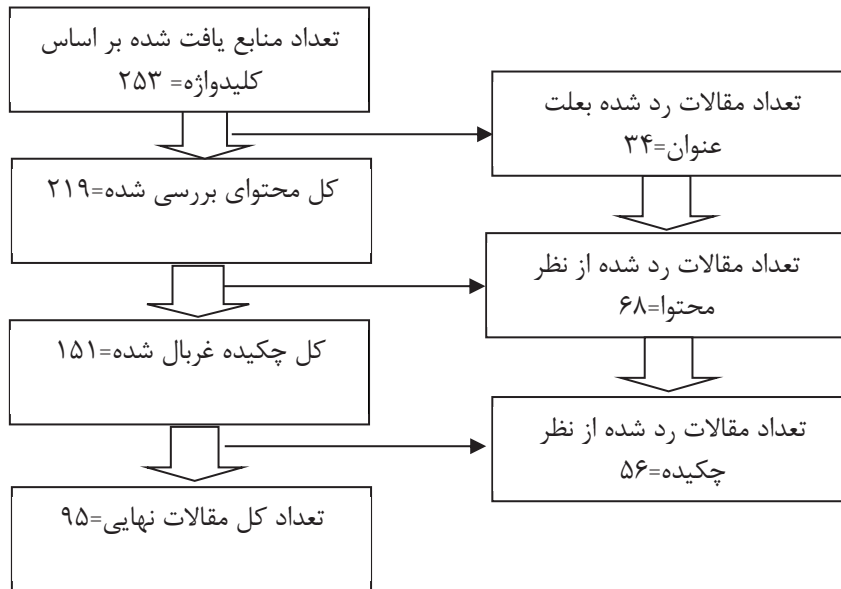 تعداد منابع یافت شده بر اساس
کلیدواژه= ۲۵۳
تعداد مقالات رد شده بعلت
عنوان=۳۴
کل محتوای بررسی شده=۲۱۹
تعداد مقالات رد شده از نظر
محتوا=۶۸
کل چکیده غربال شده=۱۵۱
تعداد مقالات رد شده از نظر
چکیده=۵۶
تعداد کل مقالات نهایی=۹۵